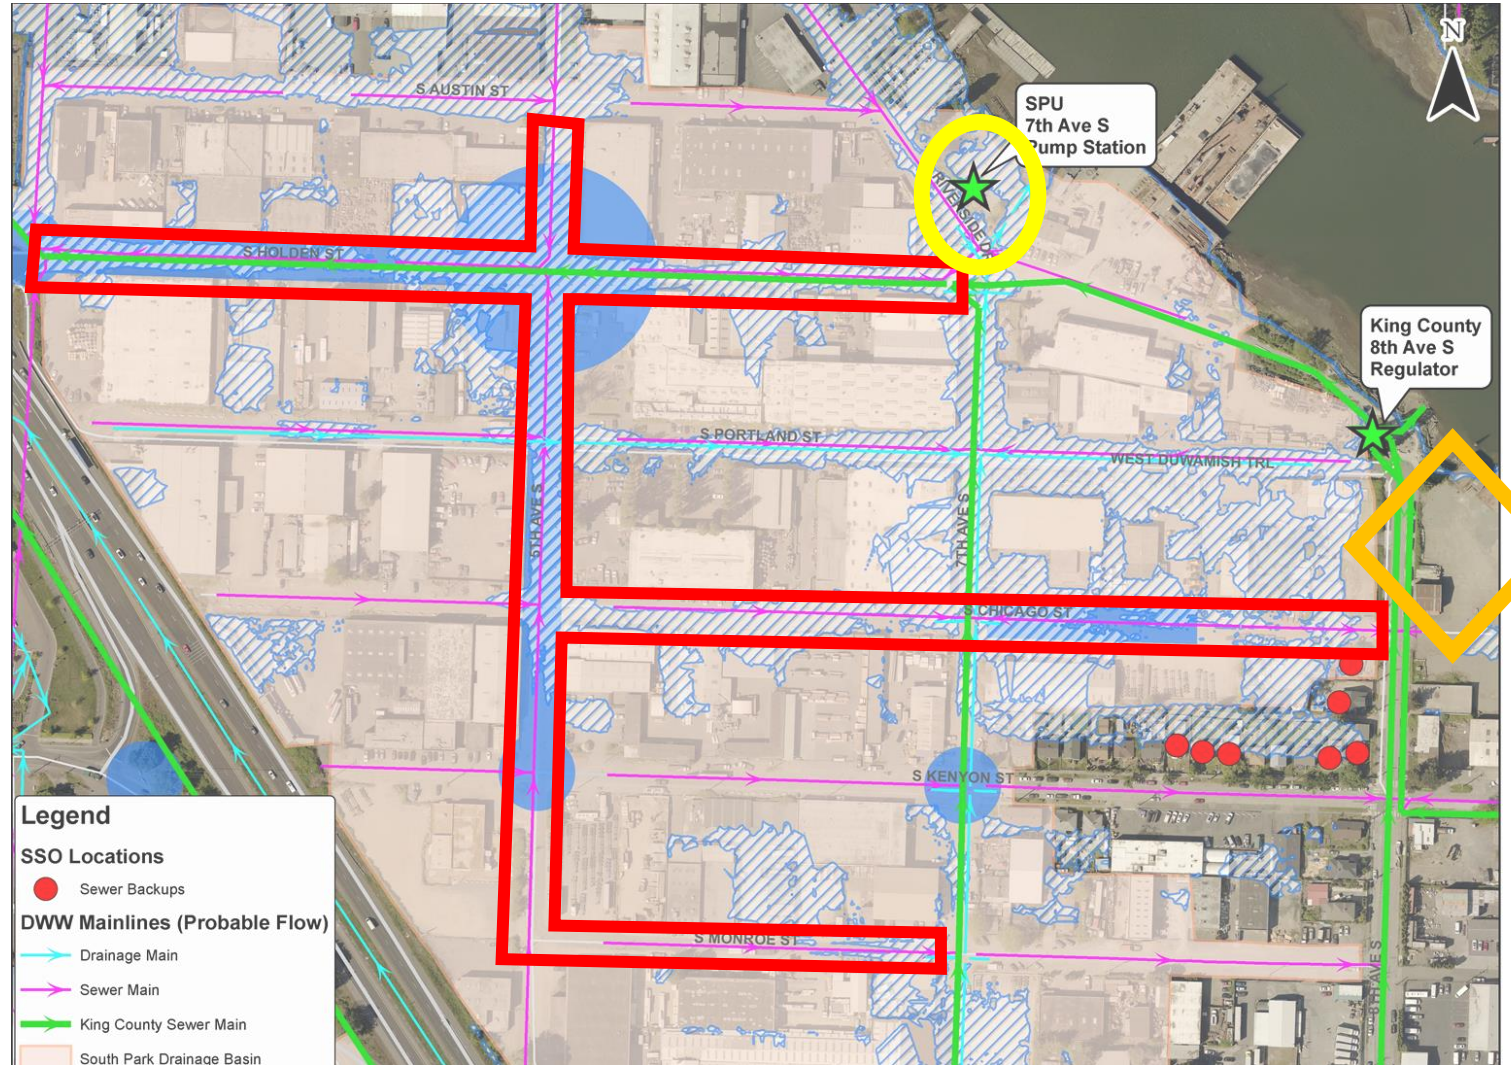 S AUSTIN ST
N
SPU
7th Ave S
Pump Station
RIVERSIDE DR
S HOLDEN ST
King County
8th Ave S
Regulator
S PORTLAND ST
WEST DUWAMISH TRL
5TH AVE S
7TH AVE S
S CHICAGO ST
S KENYON ST
S MONROE ST
8TH AVE S
Legend
SSO Locations
Sewer Backups
DWW Mainlines (Probable Flow)
Drainage Main
Sewer Main
King County Sewer Main
South Park Drainage Basin